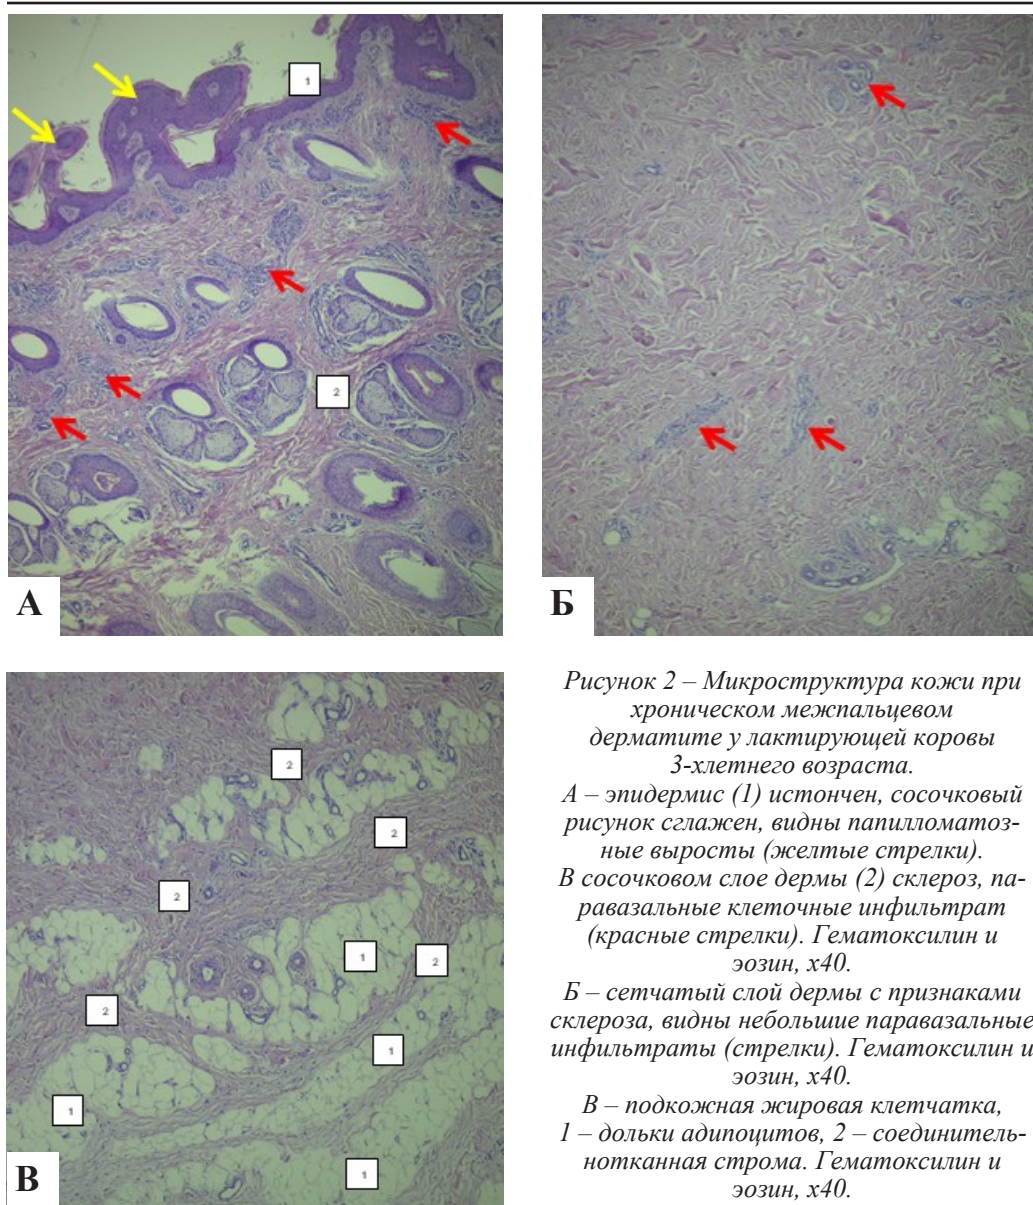 1
2
А
Б
2
2
2
1
2
2
1
1
1
В
Рисунок 2 – Микроструктура кожи при
хроническом межпальцевом
дерматите у лактирующей коровы
3-хлетнего возраста.
А – эпидермис (1) истончен, сосочковый
рисунок сглажен, видны папилломатоз-
ные выросты (желтые стрелки).
В сосочковом слое дермы (2) склероз, па-
равазальные клеточные инфильтрат
(красные стрелки). Гематоксилин и
эозин, х40.
Б – сетчатый слой дермы с признаками
склероза, видны небольшие паравазальные
инфильтраты (стрелки). Гематоксилин и
эозин, х40.
В – подкожная жировая клетчатка,
1 – дольки адипоцитов, 2 – соединитель-
нотканная строма. Гематоксилин и
эозин, х40.